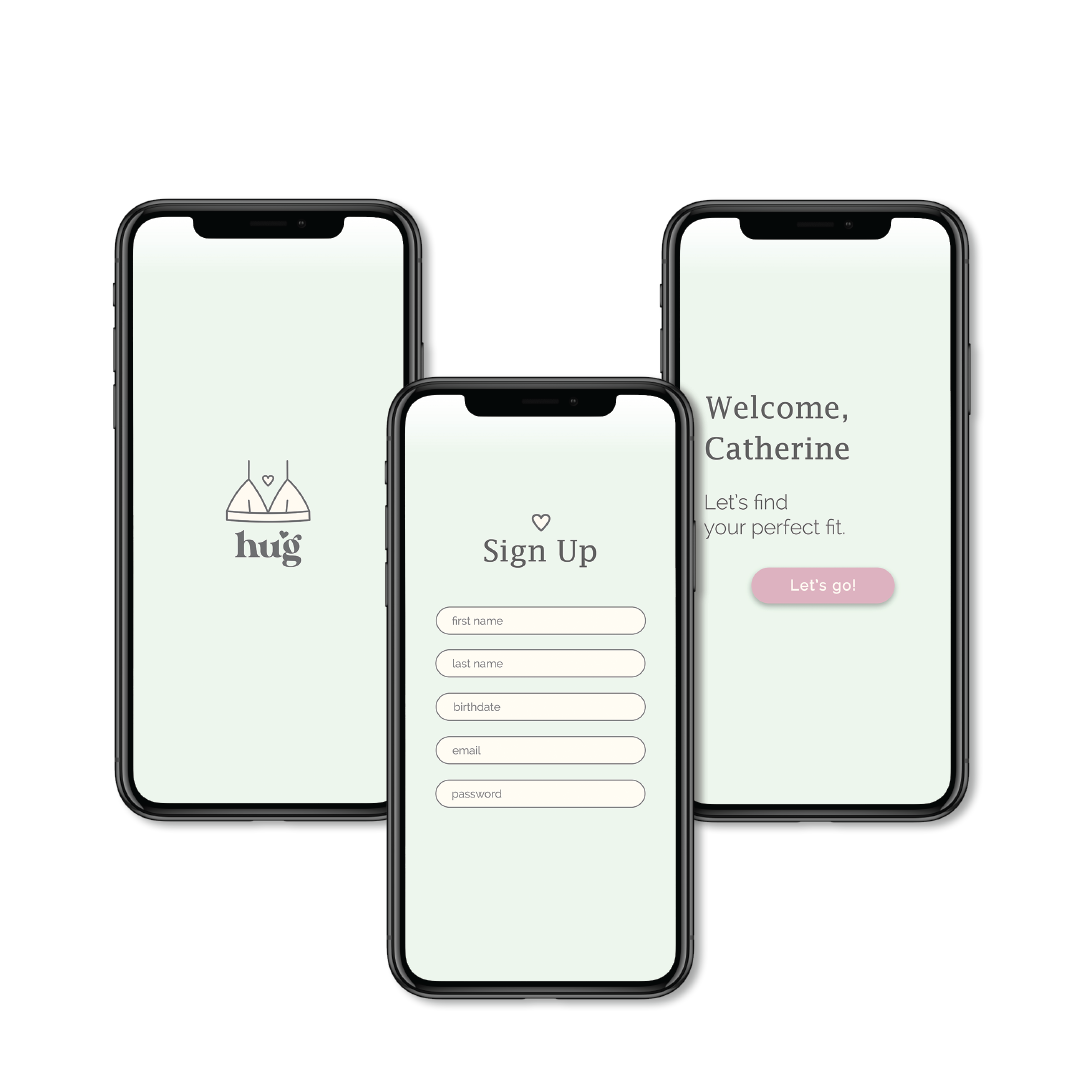 hug
Sign Up
first name
last name
birthdate
email
password
Welcome,
Catherine
Let's find
your perfect fit.
Let's go!